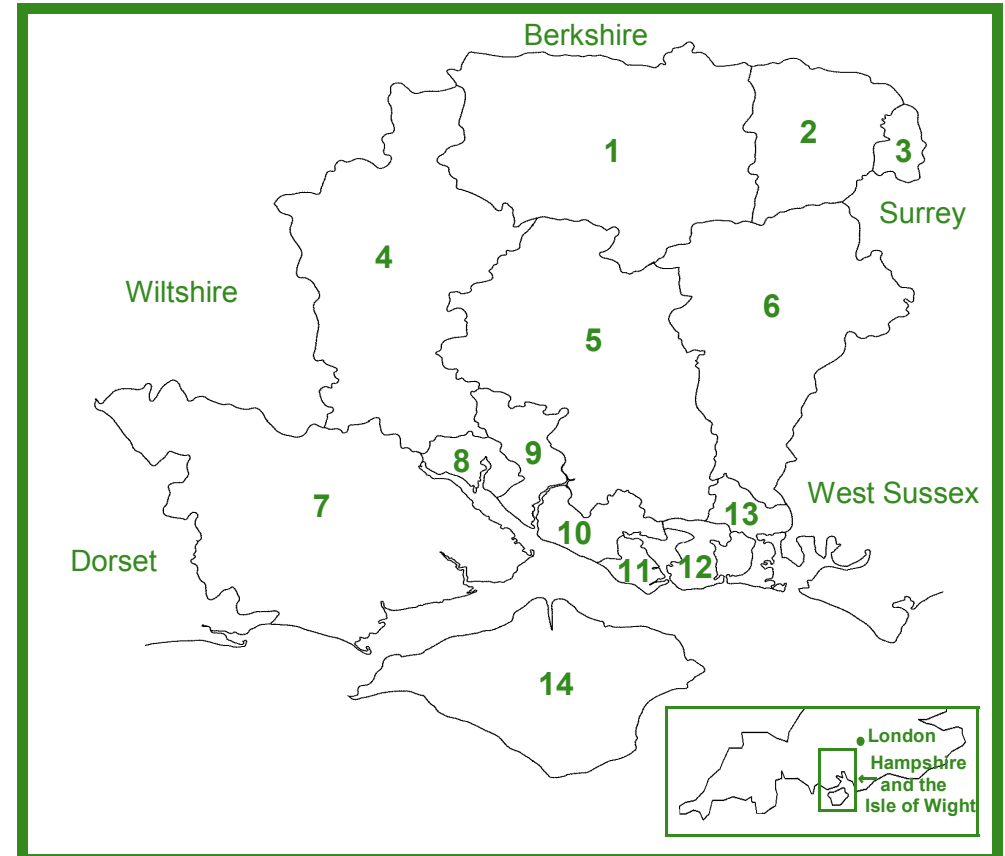 Berkshire
1
2
3
Surrey
4
Wiltshire
5
6
7
8
9
West Sussex
10
11
12
13
Dorset
14
London
Hampshire
and the
Isle of Wight